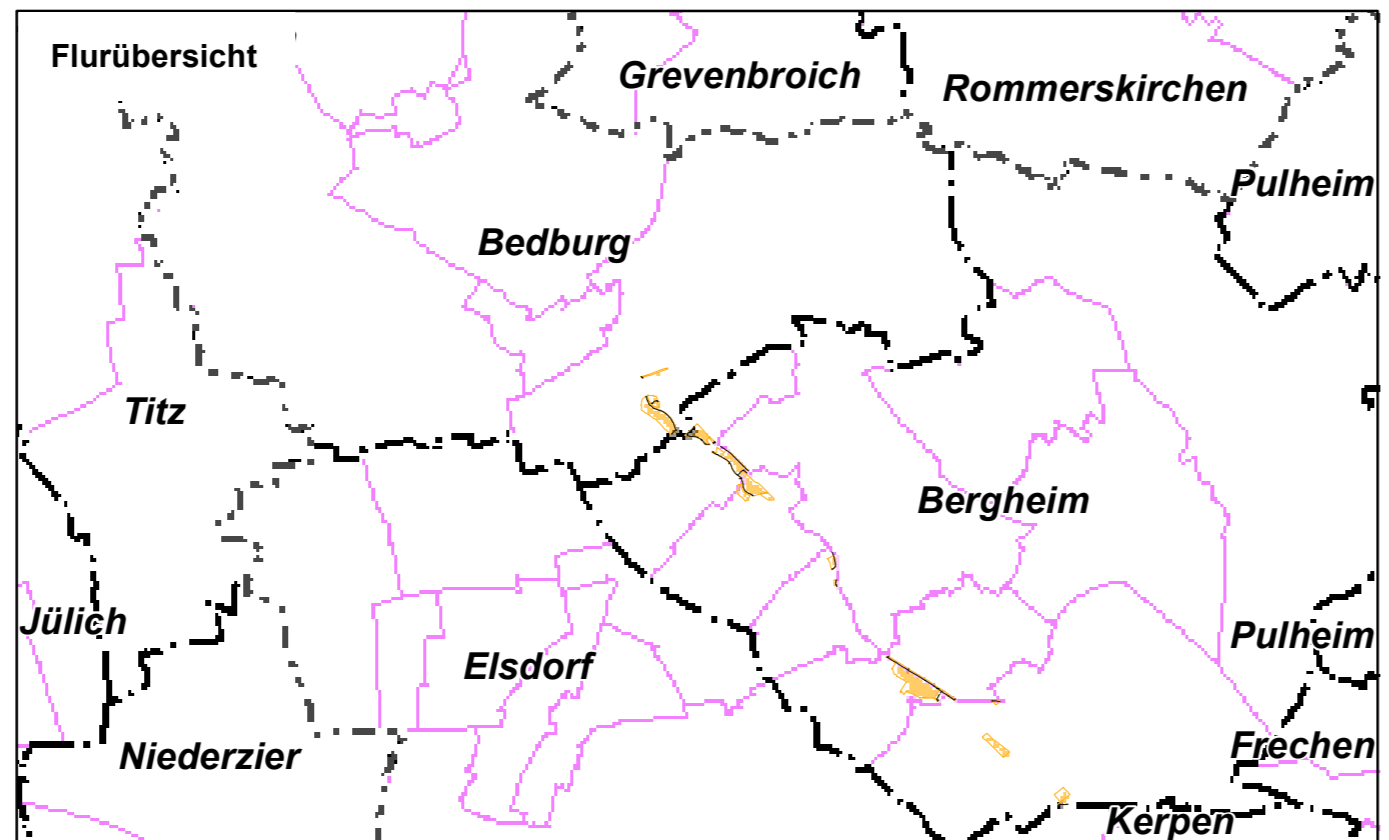 Flurübersicht
Grevenbroich
Rommerskirchen
Pulheim
Bedburg
Titz
Bergheim
Jülich
Elsdorf
Pulheim
Niederzier
Frechen
Kerpen